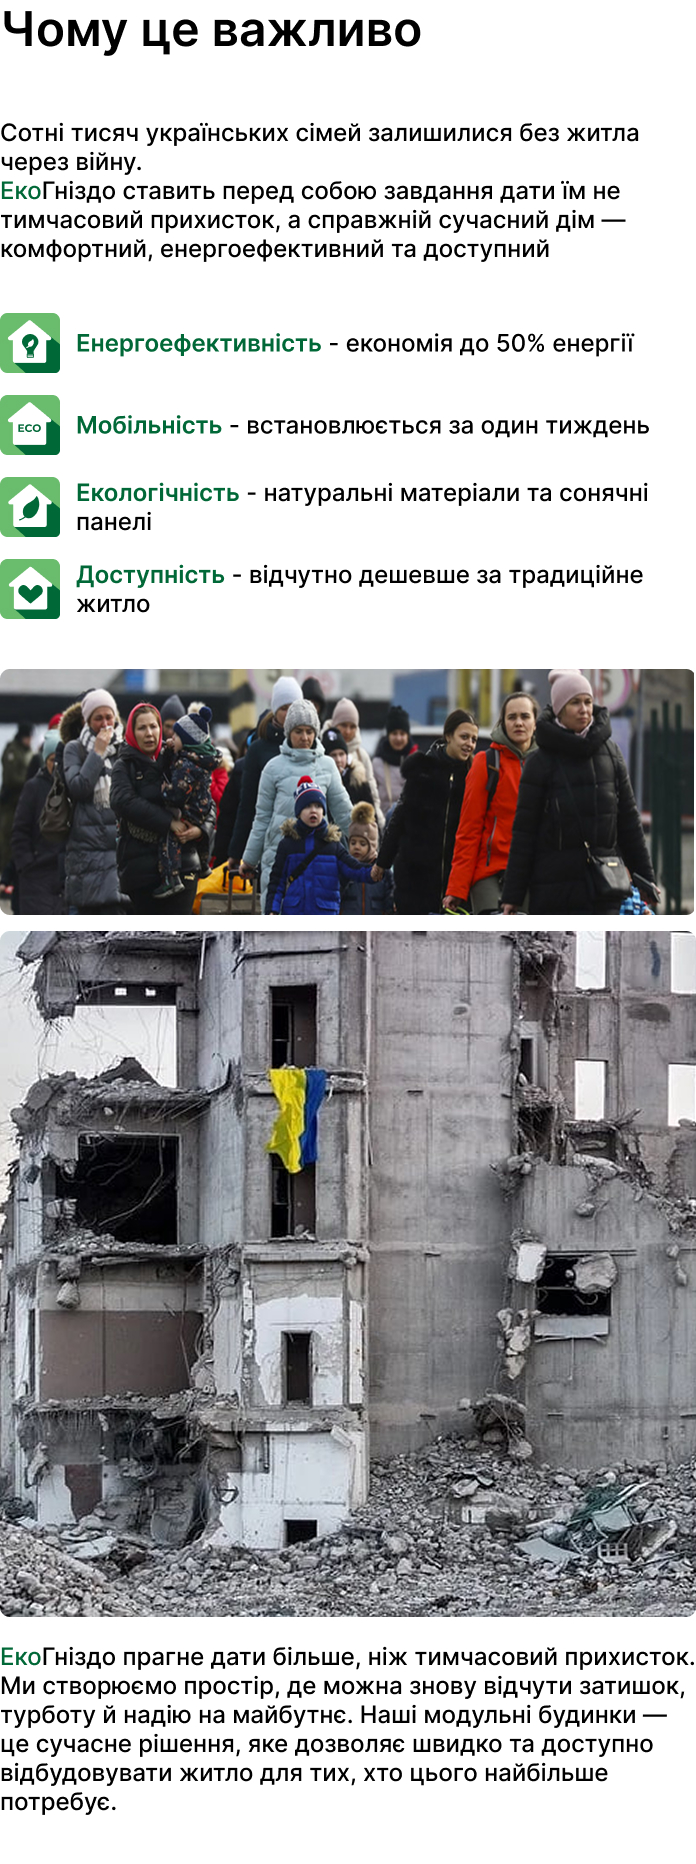 Чому це важливо
Сотні тисяч українських сімей залишилися без житла
через війну.
ЕкоГніздо ставить перед собою завдання дати їм не
тимчасовий прихисток, а справжній сучасний дім —
комфортний, енергоефективний та доступний
Енергоефективність - економія до 50% енергії
ECO
Мобільність - встановлюється за один тиждень
Екологічність - натуральні матеріали та сонячні
панелі
Доступність - відчутно дешевше за традиційне
житло
ЕкоГніздо прагне дати більше, ніж тимчасовий прихисток.
Ми створюємо простір, де можна знову відчути затишок,
турботу й надію на майбутнє. Наші модульні будинки —
це сучасне рішення, яке дозволяє швидко та доступно
відбудовувати житло для тих, хто цього найбільше
потребує.